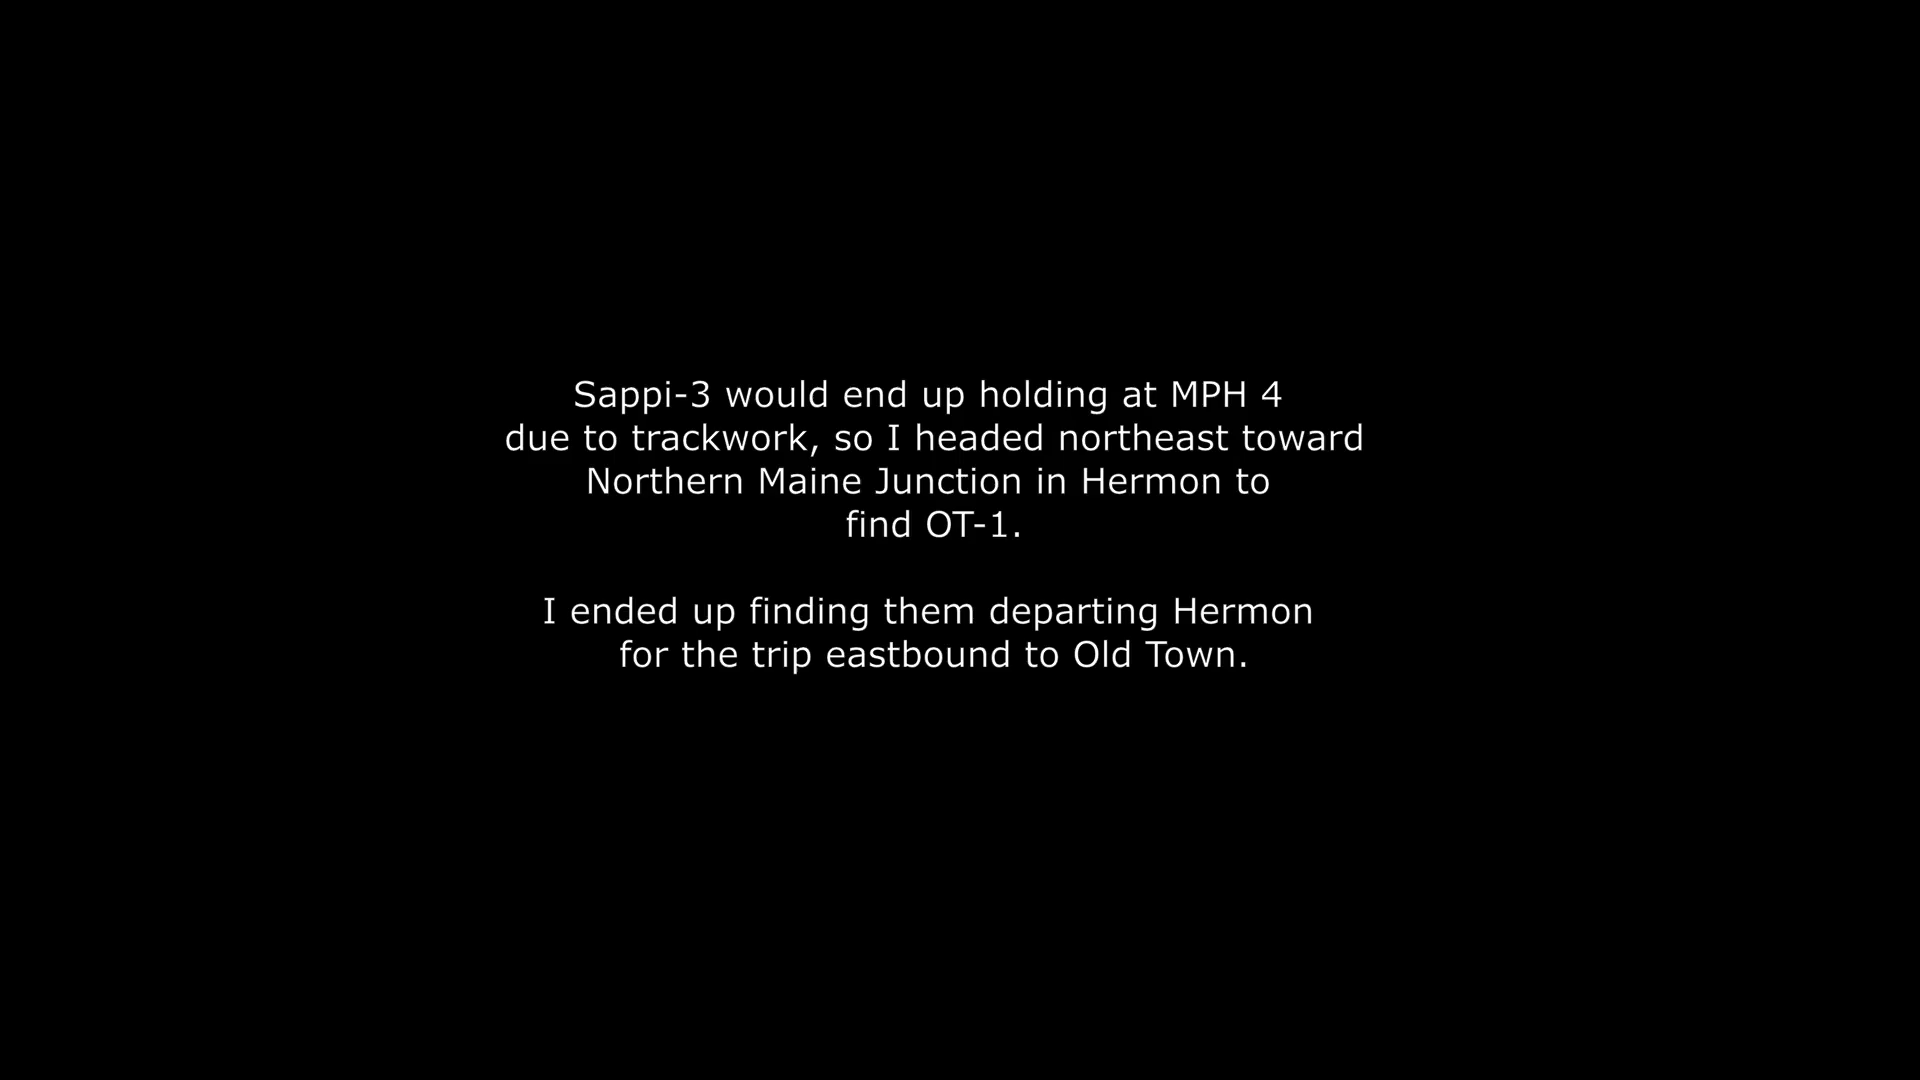 Sappi-3 would end up holding at MPH 4
due to trackwork, so I headed northeast toward
Northern Maine Junction in Hermon to
find OT-1.
I ended up finding them departing Hermon
for the trip eastbound to Old Town.